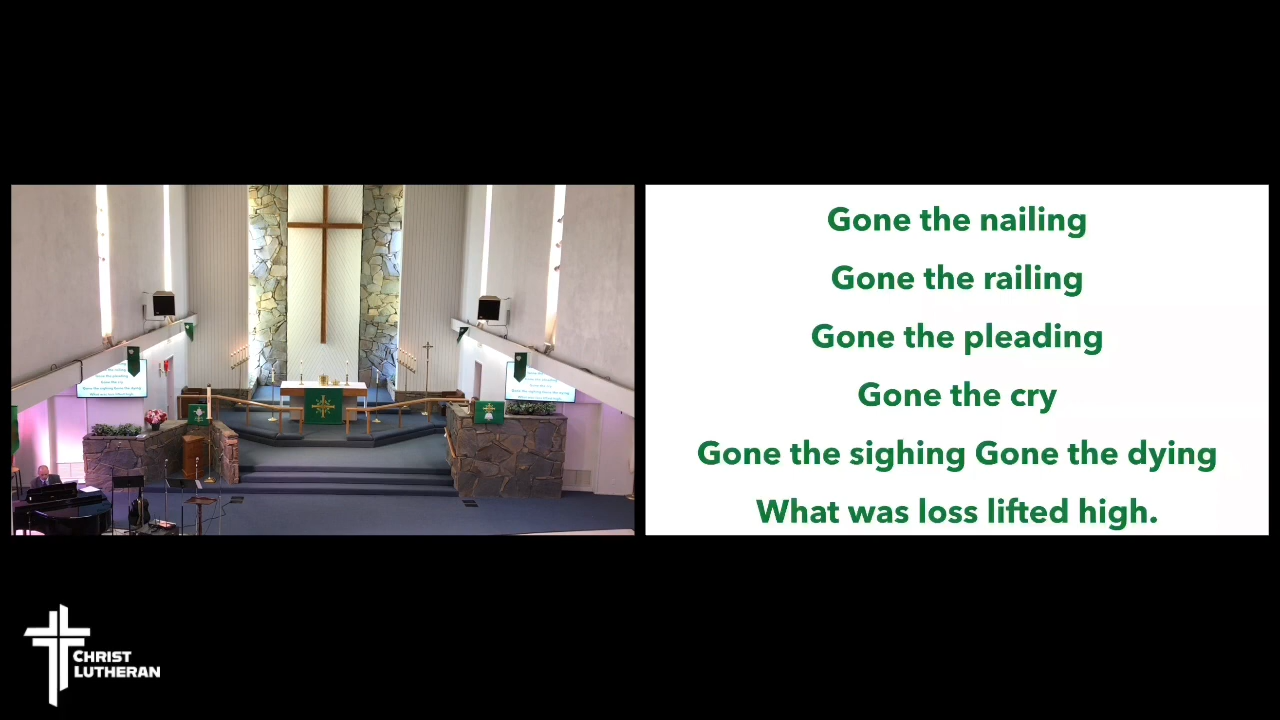 Gone the nailing
Gone the railing
Gone the pleading
Gone the cry
Gone the sighing Gone the dying
What was loss lifted high.
CHRIST
LUTHERAN